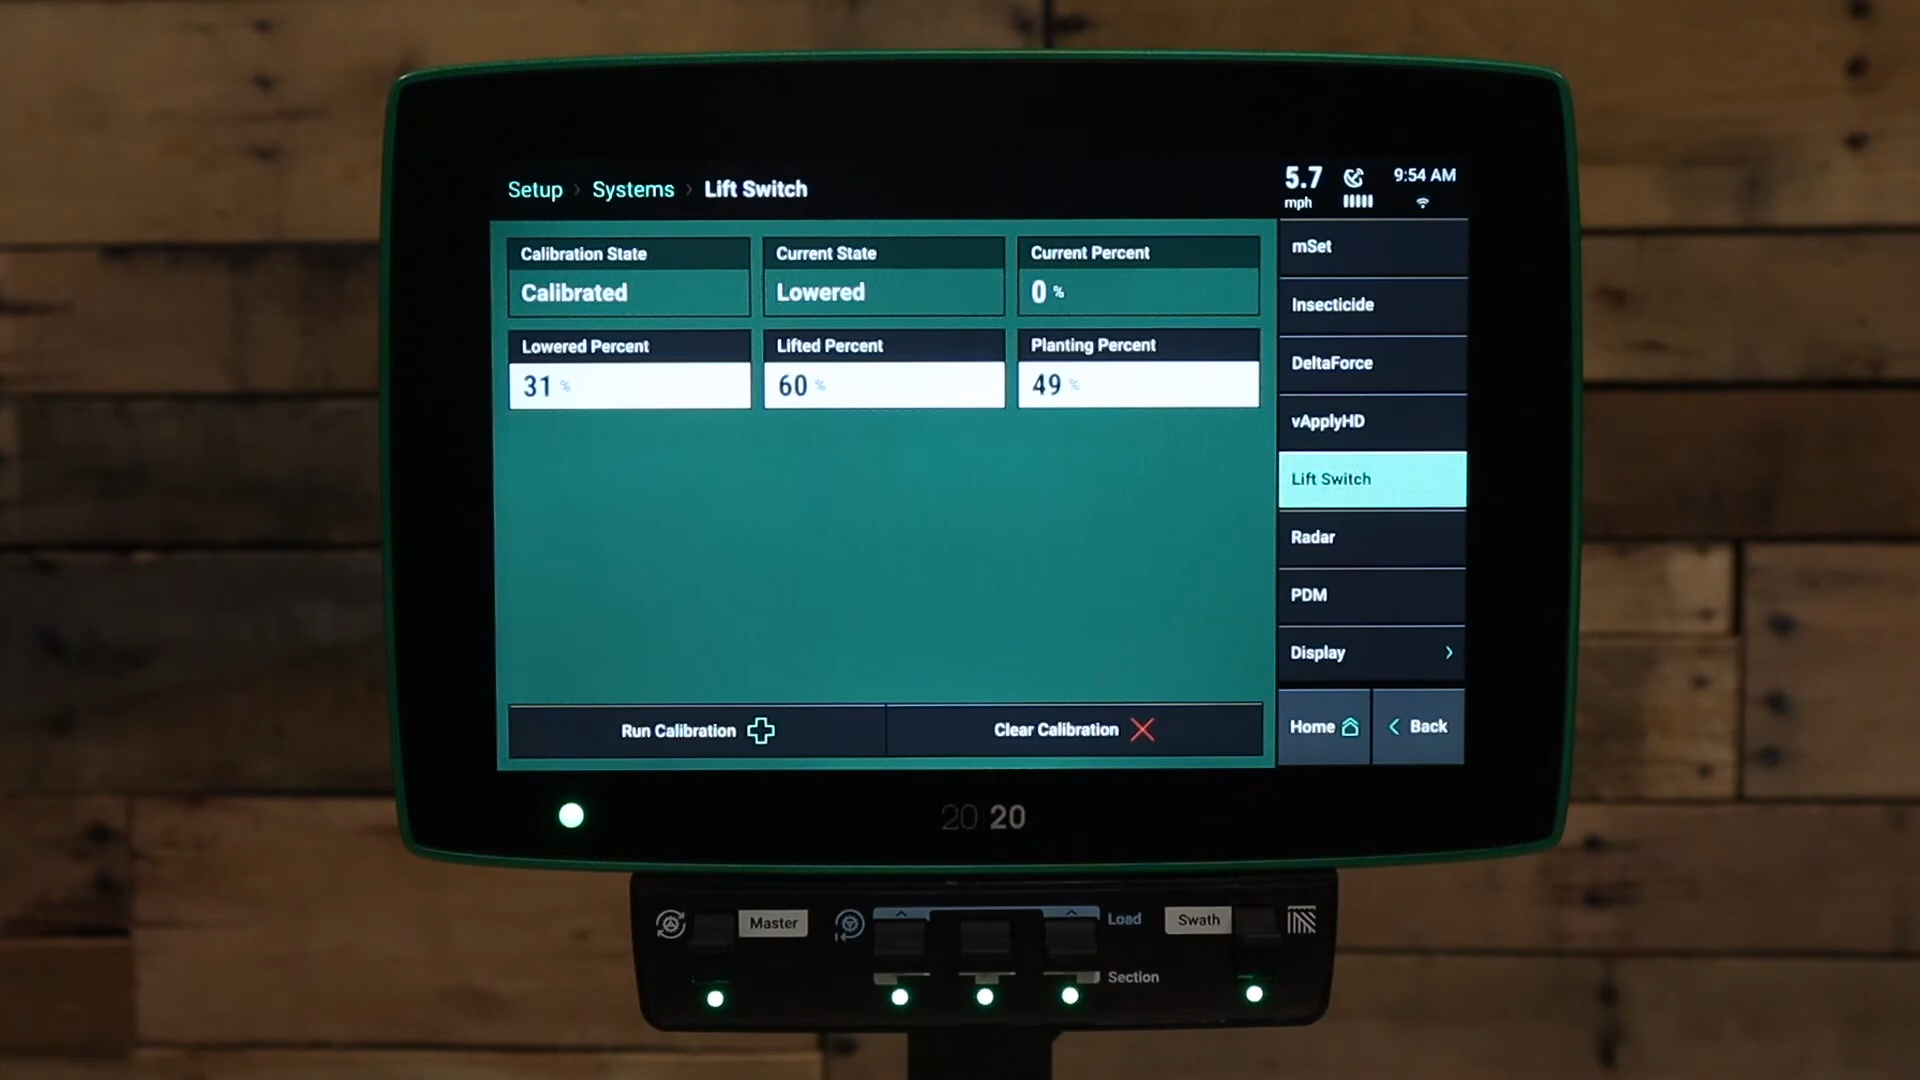 Setup › Systems › Lift Switch
5.7
mph
9:54 AM
Calibration State
Calibrated
Current State
Lowered
Current Percent
0 %
Lowered Percent
31 %
Lifted Percent
60 %
Planting Percent
49 %
Run Calibration
Clear Calibration
mSet
Insecticide
DeltaForce
vApplyHD
Lift Switch
Radar
PDM
Display ›
Home
Back
20 20
Master
Load
Section
Swath